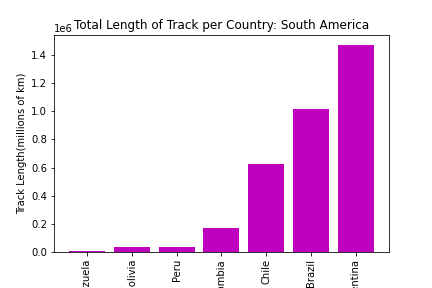 Total Length of Track per Country: South America
1e6
Track Length(millions of km)
1.4
1.2
1.0
0.8
0.6
0.4
0.2
0.0
zuela
olivia
Peru
mbia
Chile
Brazil
entina